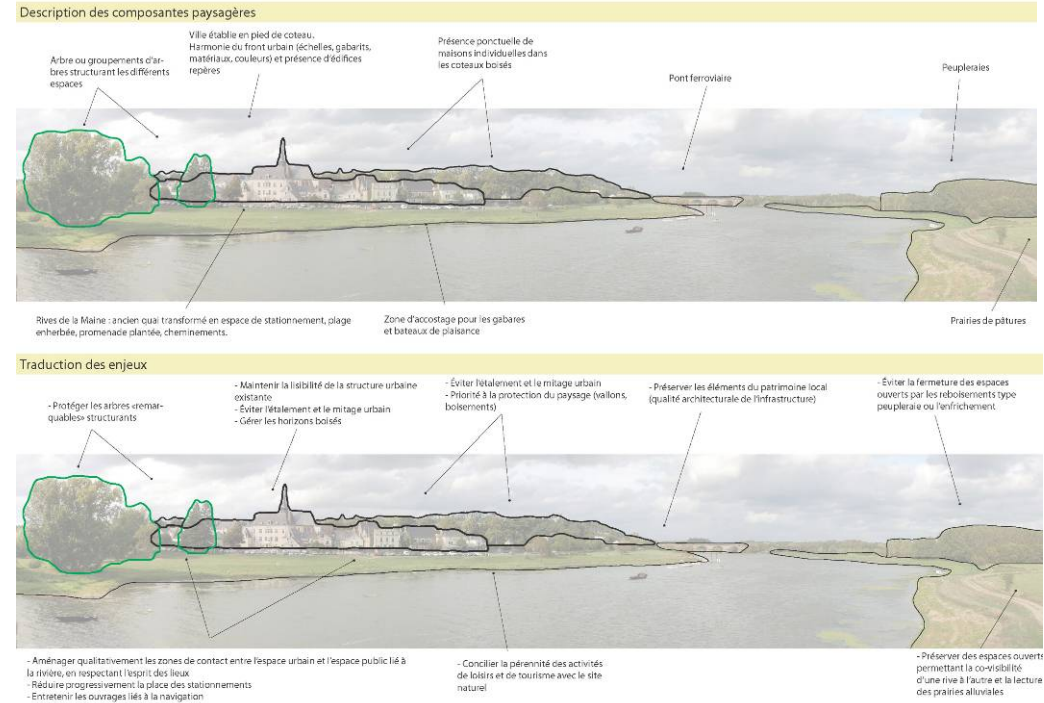 Description des composantes paysagères
Arbre ou groupements d'ar-
bres structurant les différents
espaces
Ville établie en pied de coteau.
Harmonie du front urbain (échelles, gabarits,
matériaux, couleurs) et présence d'édifices
repères
Présence ponctuelle de
maisons individuelles dans
les coteaux boisés
Pont ferroviaire
Peupleraies
Rives de la Maine : ancien quai transformé en espace de stationnement, plage
enherbée, promenade plantée, cheminements.
Zone d'accostage pour les gabares
et bateaux de plaisance
Prairies de pâtures
Traduction des enjeux
- Protéger les arbres «remar-
quables» structurants
- Maintenir la lisibilité de la structure urbaine
existante
- Éviter l'étalement et le mitage urbain
- Gérer les horizons boisés
- Éviter l'étalement et le mitage urbain
- Priorité à la protection du paysage (vallons,
boisements)
- Préserver les éléments du patrimoine local
(qualité architecturale de l'infrastructure)
- Éviter la fermeture des espaces
ouverts par les reboisements type
peupleraie ou l'enfrichement
- Aménager qualitativement les zones de contact entre l'espace urbain et l'espace public lié à
la rivière, en respectant l'esprit des lieux
- Réduire progressivement la place des stationnements
- Entretenir les ouvrages liés à la navigation
- Concilier la pérennité des activités
de loisirs et de tourisme avec le site
naturel
- Préserver des espaces ouverts
permettant la co-visibilité
d'une rive à l'autre et la lecture
des prairies alluviales